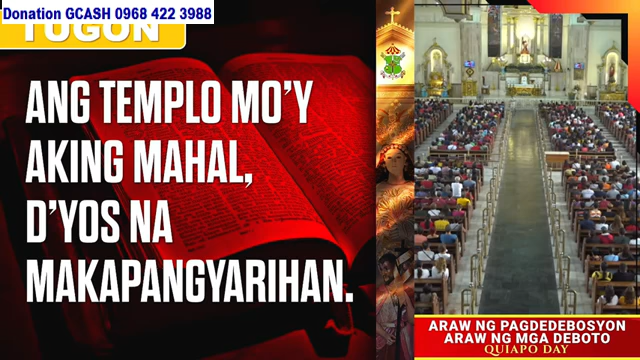 Donation GCASH 0968 422 3988
TUGON
ANG TEMPLO MO'Y
AKING MAHAL,
D'YOS NA
MAKAPANGYARIHAN.
ARAW NG PAGDEDEBOSYON
ARAW NG MGA DEBOTO
QUIAPO DAY